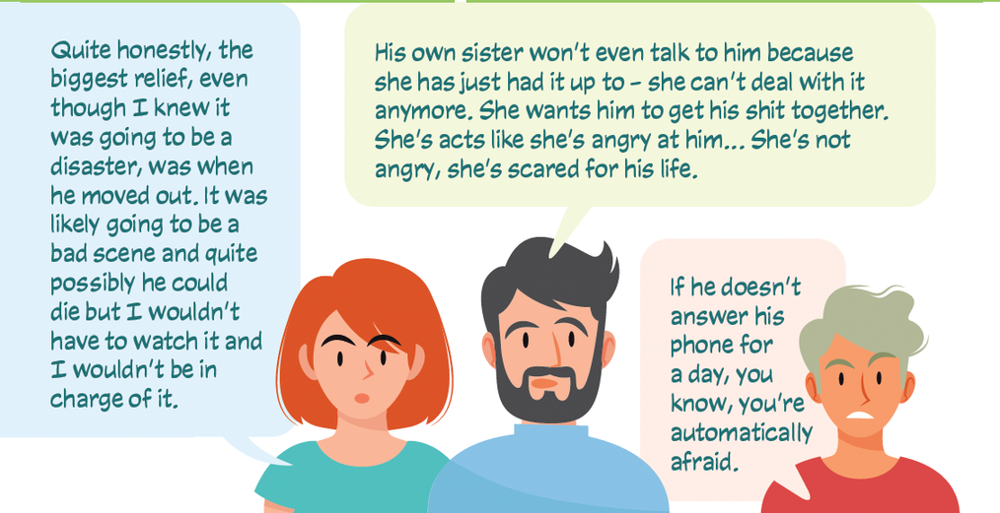 Quite honestly, the
biggest relief, even
though I knew it
was going to be a
disaster, was when
he moved out. It was
likely going to be a
bad scene and quite
possibly he could
die but I wouldn't
have to watch it and
I wouldn't be in
charge of it.
His own sister won't even talk to him because
she has just had it up to – she can't deal with it
anymore. She wants him to get his shit together.
She's acts like she's angry at him... She's not
angry, she's scared for his life.
If he doesn't
answer his
phone for
a day, you
know, you're
automatically
afraid.